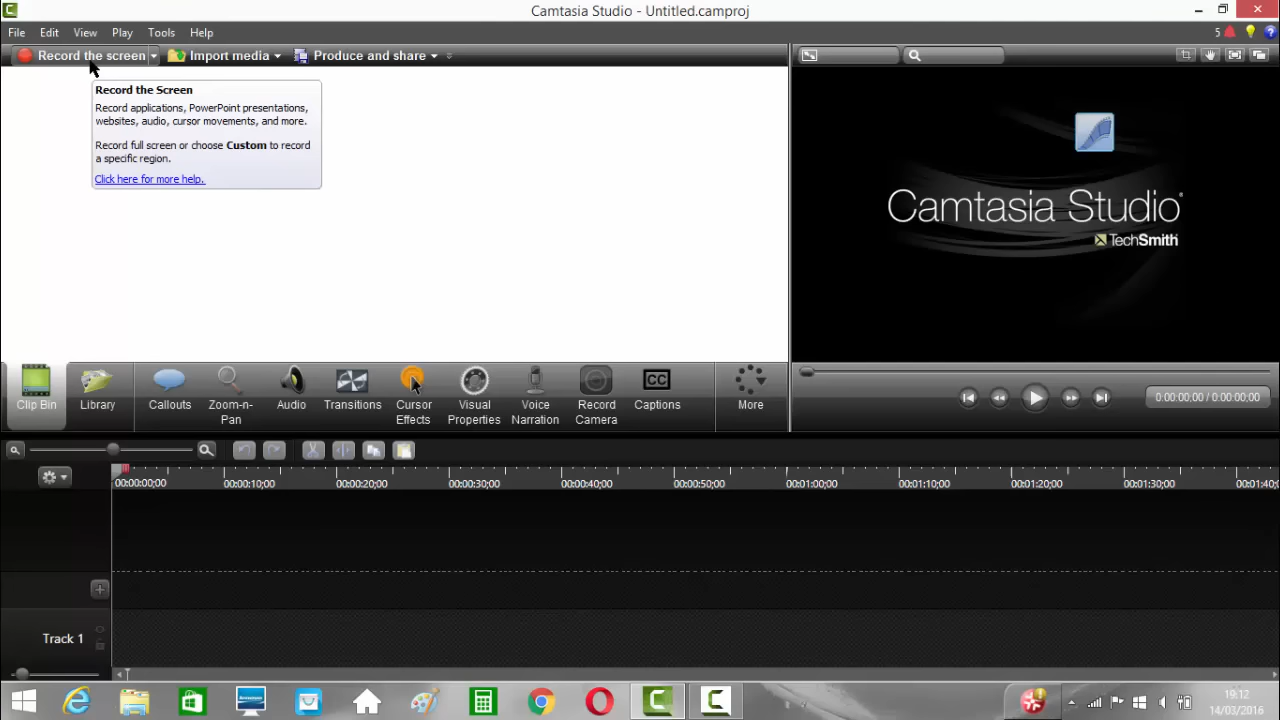 Camtasia Studio - Untitled.camproj
File Edit View Play Tools Help
5
Record the screen Import media Produce and share
Record the Screen
Record applications, PowerPoint presentations,
websites, audio, cursor movements, and more.
Record full screen or choose Custom to record
a specific region.
Click here for more help.
Camtasia Studio
TechSmith
Clip Bin Library Callouts Zoom-n-Pan Audio Transitions Cursor Effects Visual Properties Voice Narration Record Camera CC Captions More
0:00:00;00 / 0:00:00;00
00:00:00;00 00:00:10;00 00:00:20;00 00:00:30;00 00:00:40;00 00:00:50;00 00:01:00;00 00:01:10;00 00:01:20;00 00:01:30;00 00:01:40;
Track 1
19:12
14/03/2016